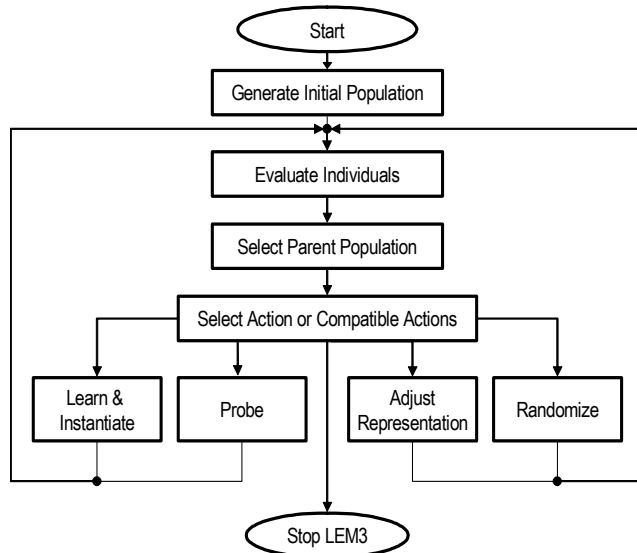 Start
Generate Initial Population
Evaluate Individuals
Select Parent Population
Select Action or Compatible Actions
Learn &
Instantiate
Probe
Adjust
Representation
Randomize
Stop LEM3